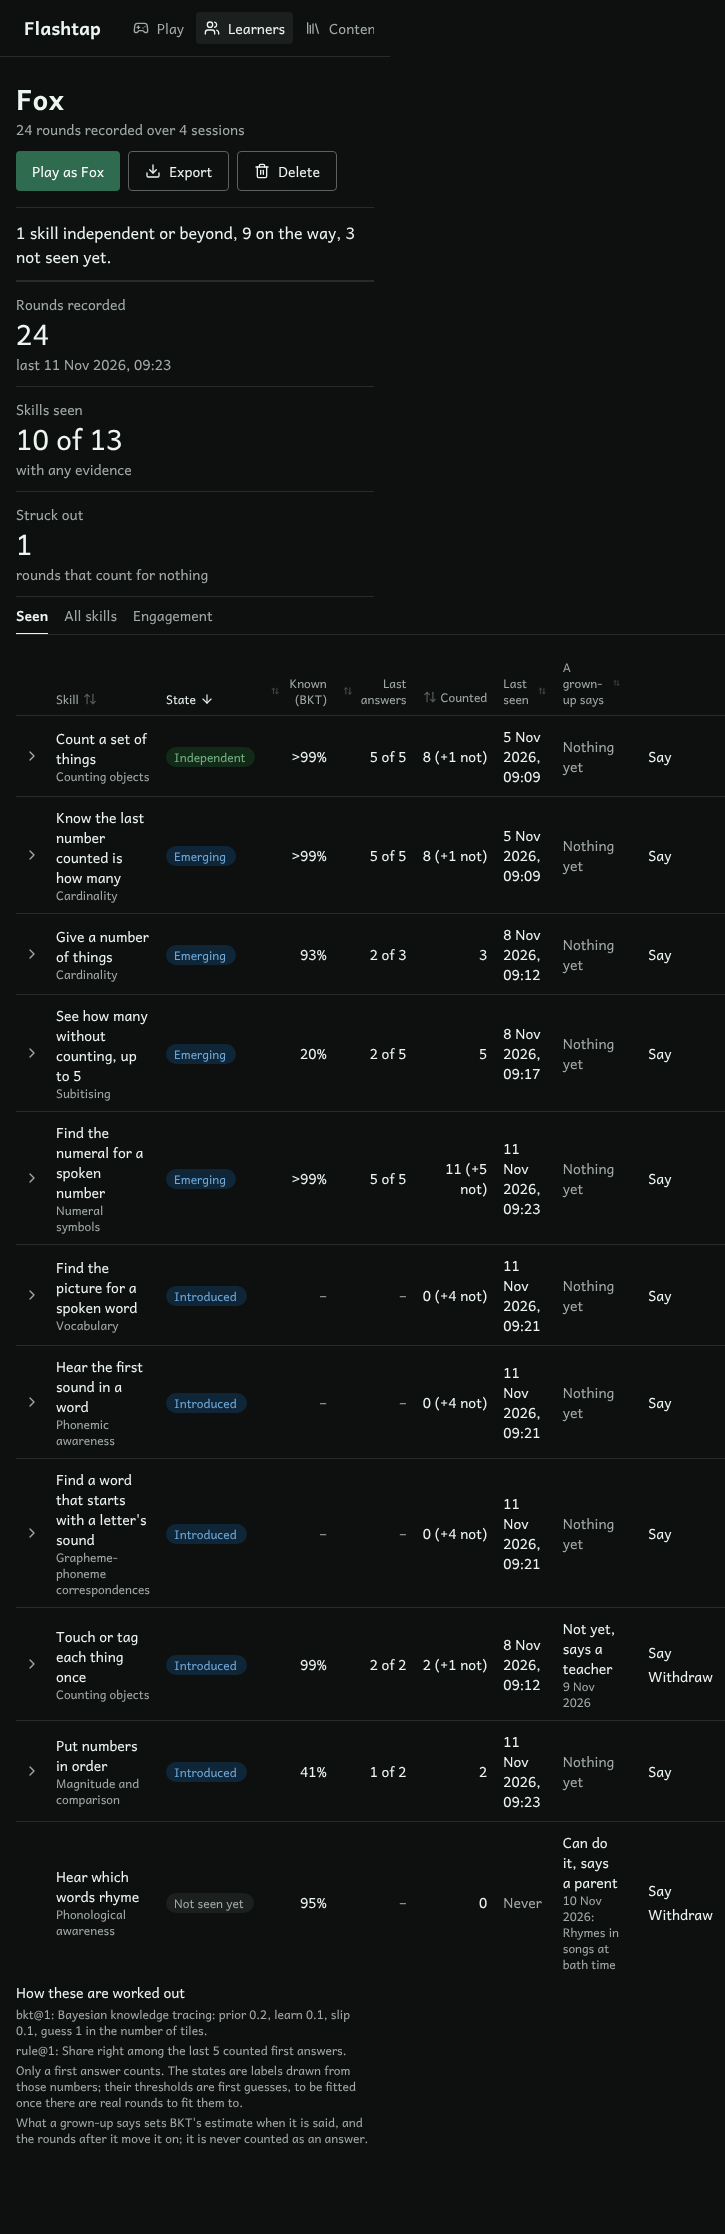 Flashtap Play Learners Conten
Fox
24 rounds recorded over 4 sessions
Play as Fox Export Delete
1 skill independent or beyond, 9 on the way, 3
not seen yet.
Rounds recorded
24
last 11 Nov 2026, 09:23
Skills seen
10 of 13
with any evidence
Struck out
1
rounds that count for nothing
Seen All skills Engagement
Skill
State
Known
(BKT)
Last
answers
Counted
Last
seen
A
grown-
up says
Count a set of
things
Counting objects
Independent
>99%
5 of 5
8 (+1 not)
5 Nov
2026,
09:09
Nothing
yet
Say
Know the last
number
counted is
how many
Cardinality
Emerging
>99%
5 of 5
8 (+1 not)
5 Nov
2026,
09:09
Nothing
yet
Say
Give a number
of things
Cardinality
Emerging
93%
2 of 3
3
8 Nov
2026,
09:12
Nothing
yet
Say
See how many
without
counting, up
to 5
Subitising
Emerging
20%
2 of 5
5
8 Nov
2026,
09:17
Nothing
yet
Say
Find the
numeral for a
spoken
number
Numeral
symbols
Emerging
>99%
5 of 5
11 (+5
not)
11
Nov
2026,
09:23
Nothing
yet
Say
Find the
picture for a
spoken word
Vocabulary
Introduced
–
–
0 (+4 not)
11
Nov
2026,
09:21
Nothing
yet
Say
Hear the first
sound in a
word
Phonemic
awareness
Introduced
–
–
0 (+4 not)
11
Nov
2026,
09:21
Nothing
yet
Say
Find a word
that starts
with a letter's
sound
Grapheme-
phoneme
correspondences
Introduced
–
–
0 (+4 not)
11
Nov
2026,
09:21
Nothing
yet
Say
Touch or tag
each thing
once
Counting objects
Introduced
99%
2 of 2
2 (+1 not)
8 Nov
2026,
09:12
Not yet,
says a
teacher
9 Nov
2026
Say
Withdraw
Put numbers
in order
Magnitude and
comparison
Introduced
41%
1 of 2
2
11
Nov
2026,
09:23
Nothing
yet
Say
Hear which
words rhyme
Phonological
awareness
Not seen yet
95%
–
0
Never
Can do
it, says
a parent
10 Nov
2026:
Rhymes in
songs at
bath time
Say
Withdraw
How these are worked out
bkt@1: Bayesian knowledge tracing: prior 0.2, learn 0.1, slip
0.1, guess 1 in the number of tiles.
rule@1: Share right among the last 5 counted first answers.
Only a first answer counts. The states are labels drawn from
those numbers; their thresholds are first guesses, to be fitted
once there are real rounds to fit them to.
What a grown-up says sets BKT's estimate when it is said, and
the rounds after it move it on; it is never counted as an answer.